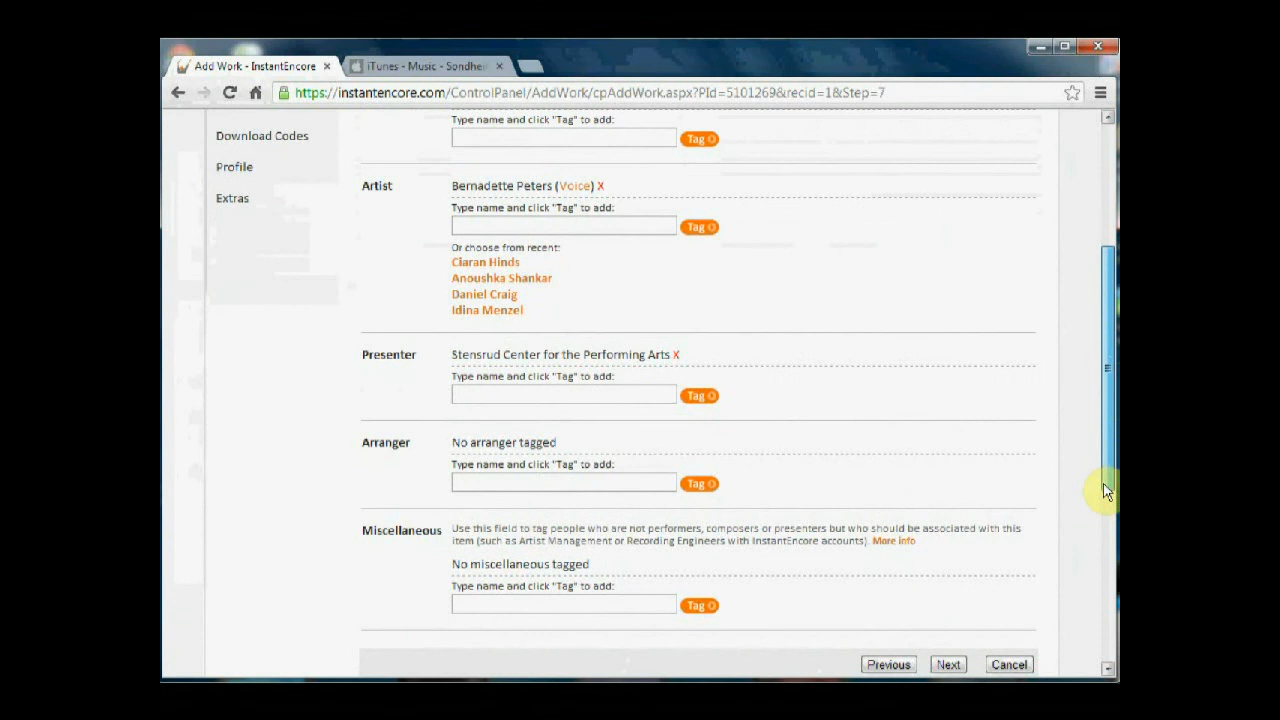 Add Work - InstantEncore
iTunes - Music - Sondhei
https://instantencore.com/ControlPanel/AddWork/cpAddWork.aspx?PId=5101269&recid=1&Step=7
Type name and click "Tag" to add:
Tag
Download Codes
Profile
Extras
Artist
Bernadette Peters (Voice) X
Type name and click "Tag" to add:
Tag
Or choose from recent:
Ciaran Hinds
Anoushka Shankar
Daniel Craig
Idina Menzel
Presenter
Stensrud Center for the Performing Arts X
Type name and click "Tag" to add:
Tag
Arranger
No arranger tagged
Type name and click "Tag" to add:
Tag
Miscellaneous
Use this field to tag people who are not performers, composers or presenters but who should be associated with this
item (such as Artist Management or Recording Engineers with InstantEncore accounts). More info
No miscellaneous tagged
Type name and click "Tag" to add:
Tag
Previous
Next
Cancel